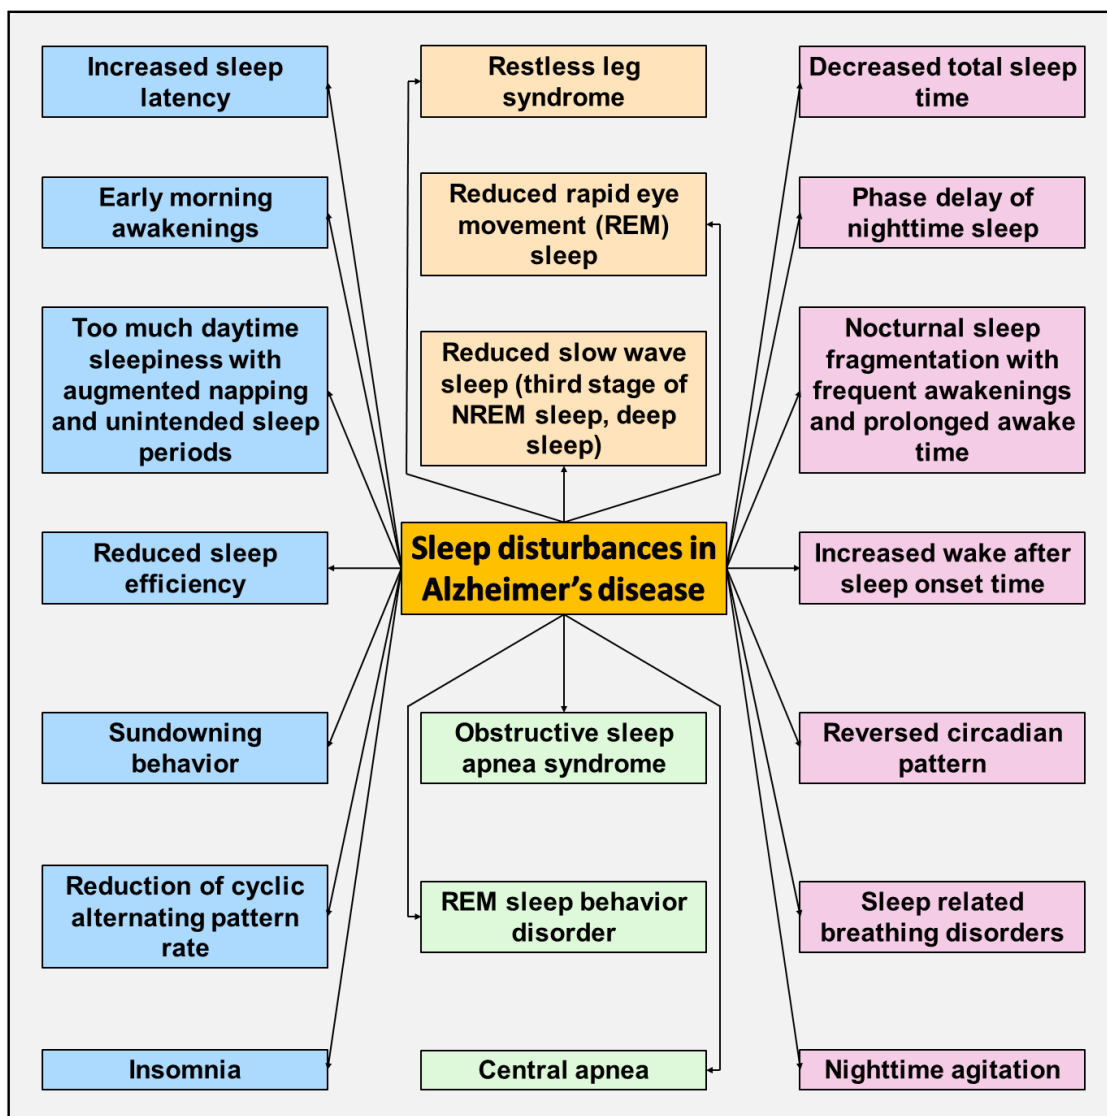 Increased sleep
latency
Early morning
awakenings
Too much daytime
sleepiness with
augmented napping
and unintended sleep
periods
Reduced sleep
efficiency
Sundowning
behavior
Reduction of cyclic
alternating pattern
rate
Insomnia
Restless leg
syndrome
Reduced rapid eye
movement (REM)
sleep
Reduced slow wave
sleep (third stage of
NREM sleep, deep
sleep)
Sleep disturbances in
Alzheimer’s disease
Obstructive sleep
apnea syndrome
REM sleep behavior
disorder
Central apnea
Decreased total sleep
time
Phase delay of
nighttime sleep
Nocturnal sleep
fragmentation with
frequent awakenings
and prolonged awake
time
Increased wake after
sleep onset time
Reversed circadian
pattern
Sleep related
breathing disorders
Nighttime agitation